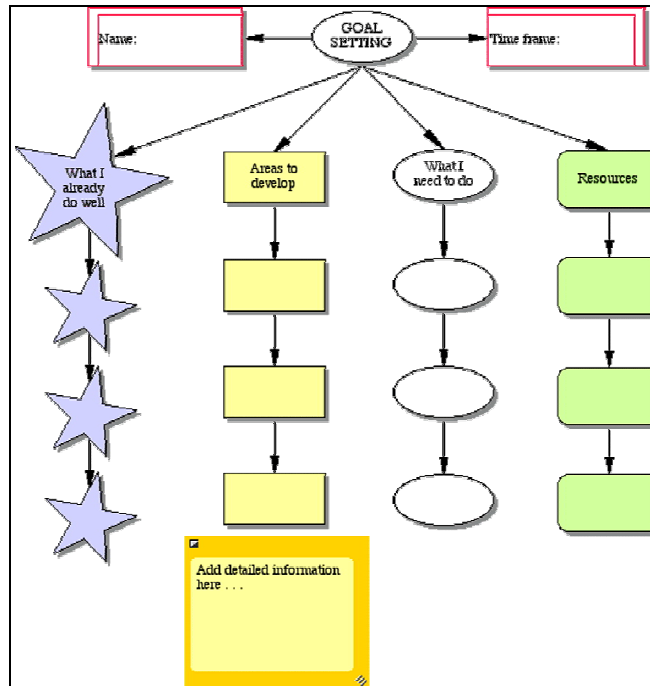 Name:
GOAL
SETTING
Time frame:
What I
already
do well
Areas to
develop
What I
need to do
Resources
Add detailed information
here . . .